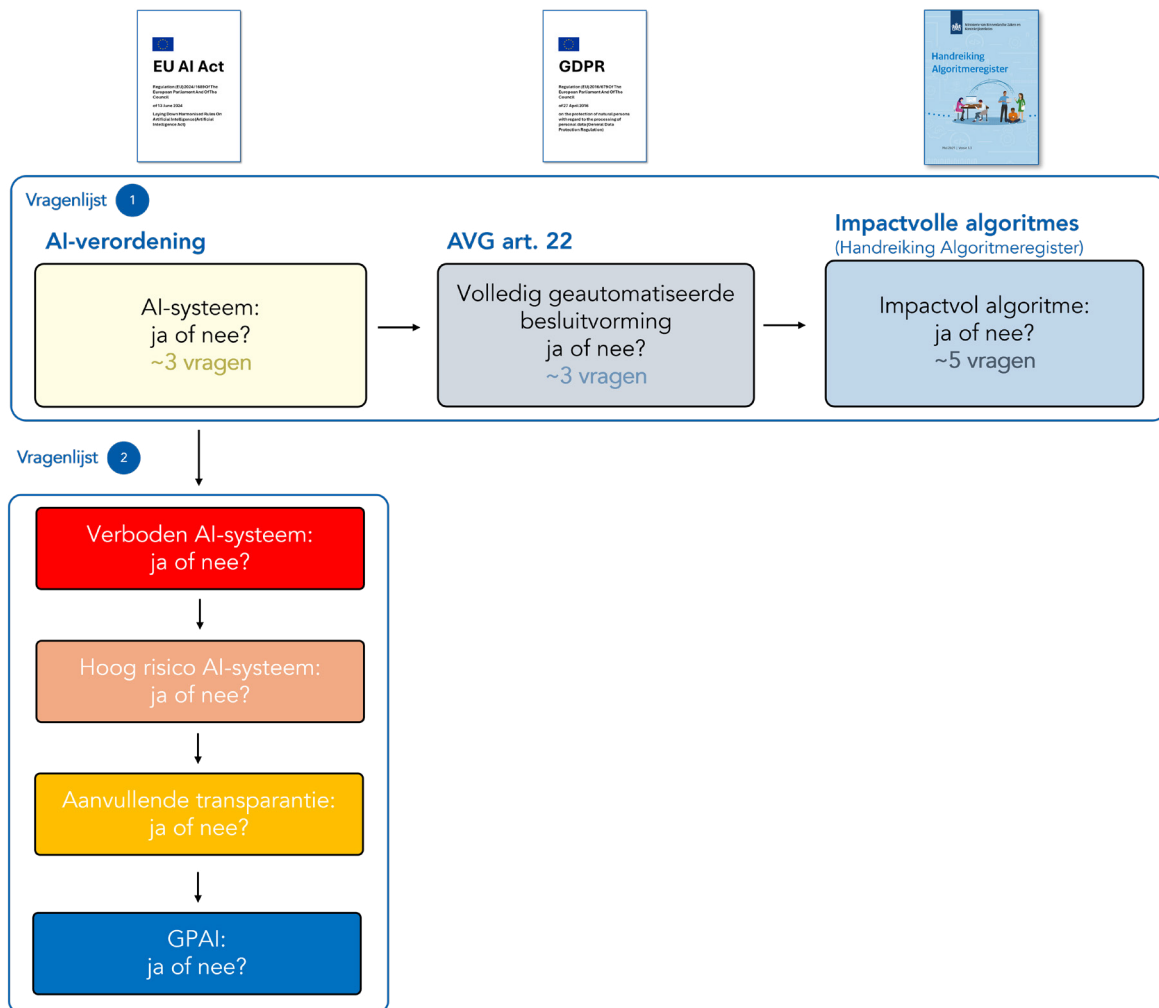 EU AI Act
Regulation (EU) 2024/1689 Of The
European Parliament And Of The
Council
of 13 June 2024
Laying Down Harmonised Rules On
Artificial Intelligence (Artificial
Intelligence Act)
GDPR
Regulation (EU) 2016/679 Of The
European Parliament And Of The
Council
of 27 April 2016
on the protection of natural persons
with regard to the processing of
personal data (General Data
Protection Regulation)
Handreiking
Algoritmeregister
Vragenlijst 1
AI-verordening
AI-systeem:
ja of nee?
~3 vragen
AVG art. 22
Volledig geautomatiseerde
besluitvorming
ja of nee?
~3 vragen
Impactvolle algoritmes
(Handreiking Algoritmeregister)
Impactvol algoritme:
ja of nee?
~5 vragen
Vragenlijst 2
Verboden AI-systeem:
ja of nee?
Hoog risico AI-systeem:
ja of nee?
Aanvullende transparantie:
ja of nee?
GPAI:
ja of nee?